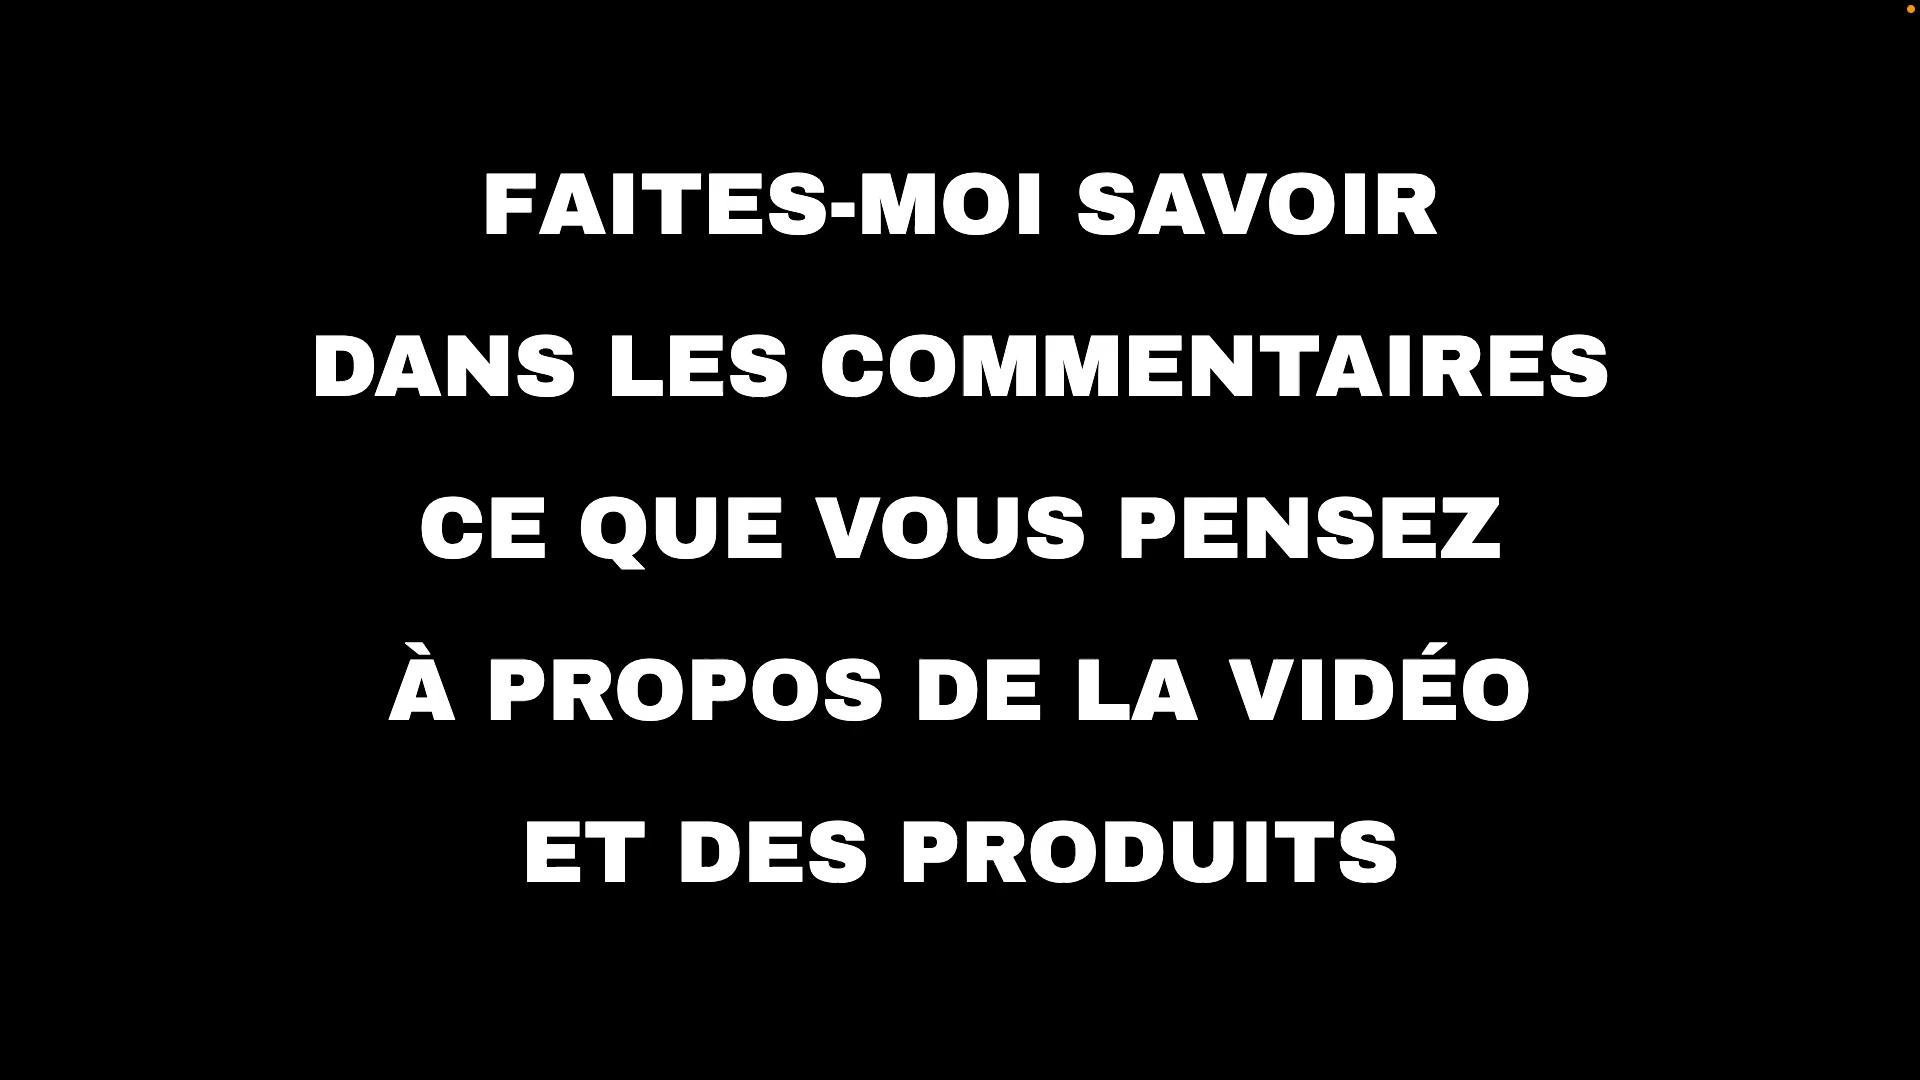 FAITES-MOI SAVOIR
DANS LES COMMENTAIRES
CE QUE VOUS PENSEZ
À PROPOS DE LA VIDÉO
ET DES PRODUITS